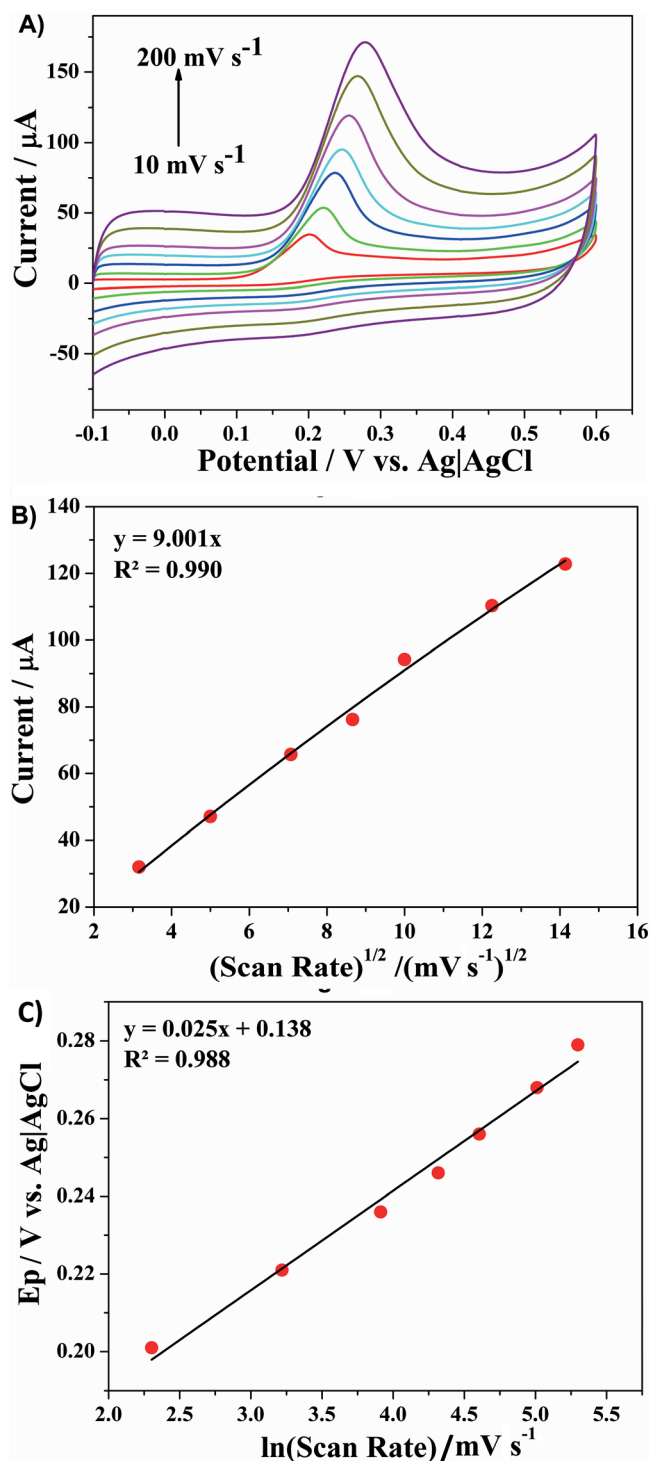 A)
200 mV s⁻¹
10 mV s⁻¹
150
100
50
0
-50
Current / µA
-0.1 0.0 0.1 0.2 0.3 0.4 0.5 0.6
Potential / V vs. Ag|AgCl
B)
y = 9.001x
R² = 0.990
140
120
100
80
60
40
20
Current / µA
2 4 6 8 10 12 14 16
(Scan Rate)¹/² /(mV s⁻¹)¹/²
C)
y = 0.025x + 0.138
R² = 0.988
0.28
0.26
0.24
0.22
0.20
Ep / V vs. Ag|AgCl
2.0 2.5 3.0 3.5 4.0 4.5 5.0 5.5
ln(Scan Rate)/mV s⁻¹